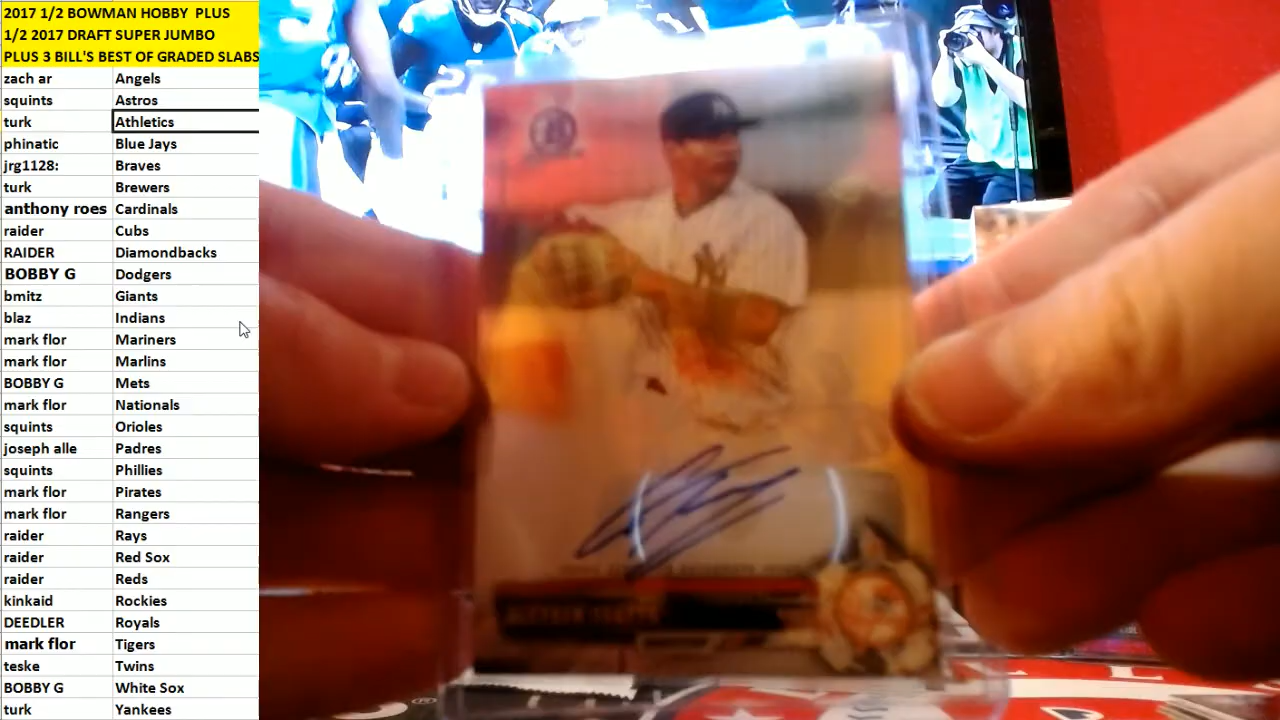 2017 1/2 BOWMAN HOBBY PLUS
1/2 2017 DRAFT SUPER JUMBO
PLUS 3 BILL'S BEST OF GRADED SLABS
zach ar Angels
squints Astros
turk Athletics
phinatic Blue Jays
jrg1128: Braves
turk Brewers
anthony roes Cardinals
raider Cubs
RAIDER Diamondbacks
BOBBY G Dodgers
bmitz Giants
blaz Indians
mark flor Mariners
mark flor Marlins
BOBBY G Mets
mark flor Nationals
squints Orioles
joseph alle Padres
squints Phillies
mark flor Pirates
mark flor Rangers
raider Rays
raider Red Sox
raider Reds
kinkaid Rockies
DEEDLER Royals
mark flor Tigers
teske Twins
BOBBY G White Sox
turk Yankees
NY